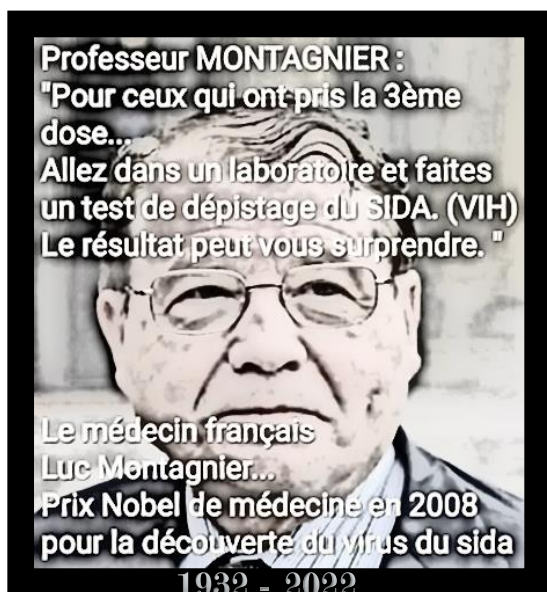 Professeur MONTAGNIER :
"Pour ceux qui ont pris la 3ème
dose...
Allez dans un laboratoire et faites
un test de dépistage du SIDA. (VIH)
Le résultat peut vous surprendre. "
Le médecin français
Luc Montagnier...
Prix Nobel de médecine en 2008
pour la découverte du virus du sida
1932 - 2022